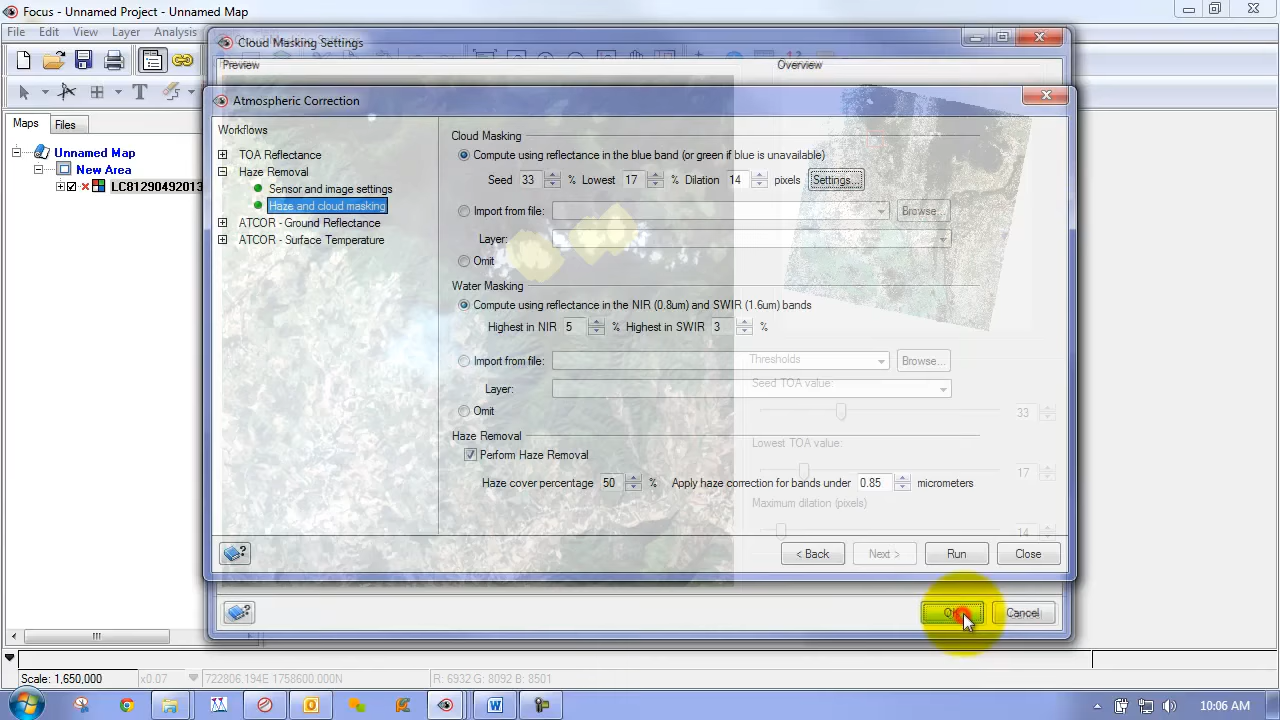 Focus - Unnamed Project - Unnamed Map
File Edit View Layer Analysis
Cloud Masking Settings
Preview
Overview
Atmospheric Correction
Maps Files
Unnamed Map
New Area
LC81290492013
Workflows
TOA Reflectance
Haze Removal
Sensor and image settings
Haze and cloud masking
ATCOR - Ground Reflectance
ATCOR - Surface Temperature
Cloud Masking
Compute using reflectance in the blue band (or green if blue is unavailable)
Seed 33 % Lowest 17 % Dilation 14 pixels Settings...
Import from file: Browse...
Layer:
Omit
Water Masking
Compute using reflectance in the NIR (0.8um) and SWIR (1.6um) bands
Highest in NIR 5 % Highest in SWIR 3 %
Import from file: Browse...
Layer:
Omit
Haze Removal
Perform Haze Removal
Haze cover percentage 50 % Apply haze correction for bands under 0.85 micrometers
Thresholds
Seed TOA value:
33
Lowest TOA value:
17
Maximum dilation (pixels)
14
< Back Next > Run Close
Cancel
Scale: 1,650,000 x0.07 722806.194E 1758600.000N R: 6932 G: 8092 B: 8501
10:06 AM